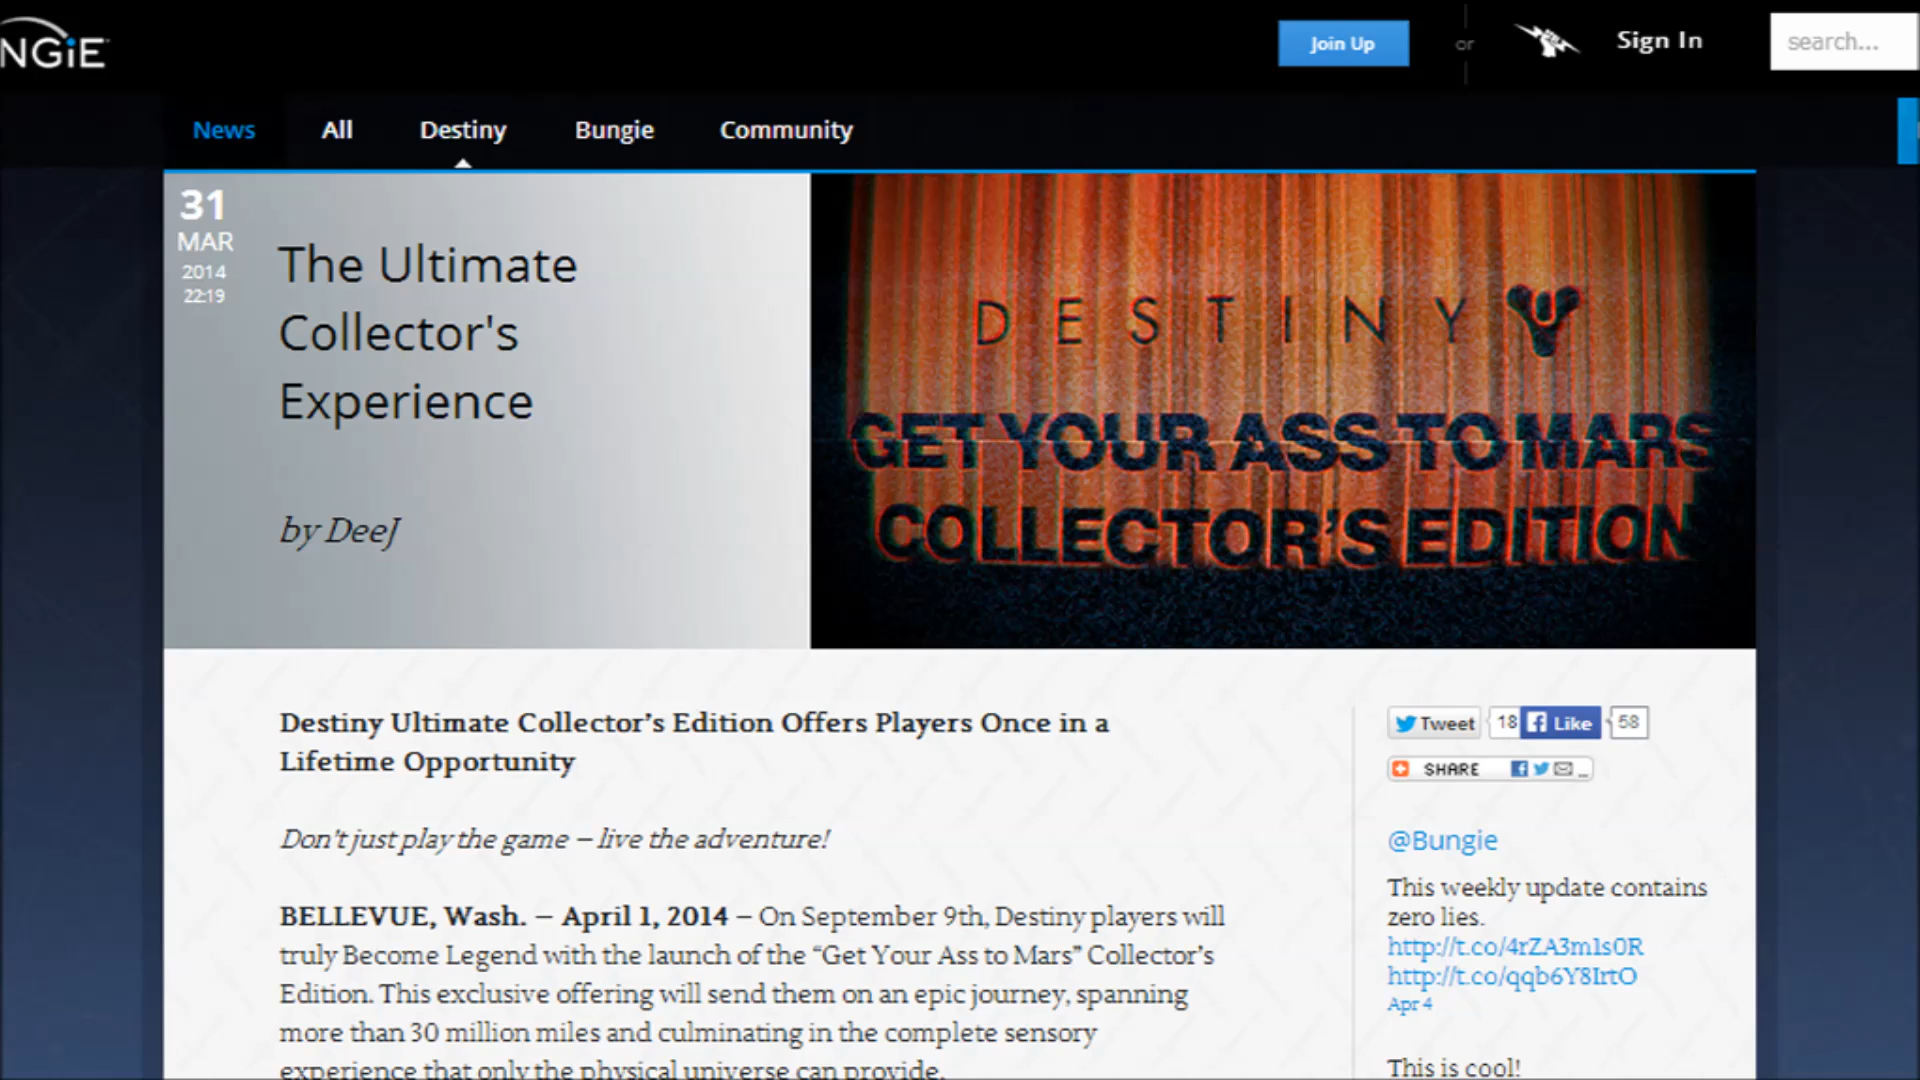 NGiE
Join Up
or
Sign In
search...
News
All
Destiny
Bungie
Community
31
MAR
2014
22:19
The Ultimate
Collector's
Experience
by DeeJ
DESTINY
GET YOUR ASS TO MARS
COLLECTOR'S EDITION
Destiny Ultimate Collector’s Edition Offers Players Once in a
Lifetime Opportunity
Don't just play the game – live the adventure!
BELLEVUE, Wash. – April 1, 2014 – On September 9th, Destiny players will
truly Become Legend with the launch of the “Get Your Ass to Mars” Collector’s
Edition. This exclusive offering will send them on an epic journey, spanning
more than 30 million miles and culminating in the complete sensory
experience that only the physical universe can provide.
Tweet
18
Like
58
SHARE
@Bungie
This weekly update contains
zero lies.
http://t.co/4rZA3m1s0R
http://t.co/qqb6Y8IrtO
Apr 4
This is cool!